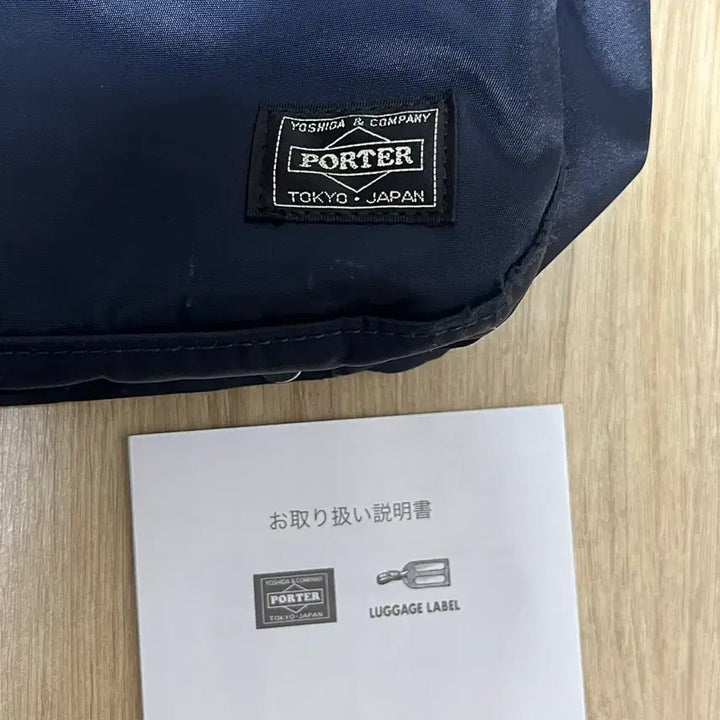 YOSHIDA & COMPANY
PORTER
TOKYO・JAPAN
お取り扱い説明書
YOSHIDA & COMPANY
PORTER
TOKYO・JAPAN
LUGGAGE LABEL